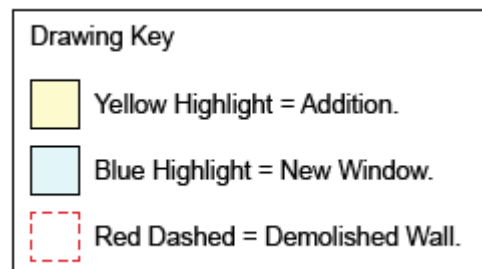 Drawing Key
Yellow Highlight = Addition.
Blue Highlight = New Window.
Red Dashed = Demolished Wall.